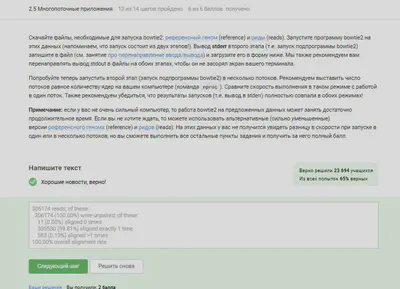 2.5 Многопоточные приложения 13 из 14 шагов пройдено 6 из 6 баллов получено
Скачайте файлы, необходимые для запуска bowtie2: референсный геном (reference) и риды (reads). Запустите программу bowtie2 на
этих данных (напоминаем, что запуск состоит из двух этапов!). Вывод stderr второго этапа (т.е. запуск подпрограммы bowtie2)
запишите в файл (см. занятие про перенаправление ввода/вывода) и загрузите его в форму ниже. Мы также рекомендуем вам
перенаправлять вывод stdout в файлы на обоих этапах, чтобы он не засорял экран вашего терминала.
Попробуйте теперь запустить второй этап (запуск подпрограммы bowtie2) в несколько потоков. Рекомендуем выставить число
потоков равное количеству ядер на вашем компьютере (команда nproc). Сравните скорость выполнения в таком режиме с работой
в один поток. Также рекомендуем убедиться, что результаты запусков (т.е. вывод в stderr) полностью совпали в обоих режимах!
Примечание: если у вас не очень сильный компьютер, то работа bowtie2 на предложенных данных может занять достаточно
продолжительное время. Если вы не хотите ждать, то можете использовать альтернативные (сильно уменьшенные)
версии референсного генома (reference) и ридов (reads). На этих данных у вас не получится увидеть разницу в скорости при запуске в
один или в несколько потоков, но вы сможете выполнить все остальные пункты задания и получить за него полный балл.
Напишите текст
Верно решили 23 694 учащихся
Из всех попыток 65% верных
Хорошие новости, верно!
306174 reads; of these:
306174 (100.00%) were unpaired; of these:
11 (0.00%) aligned 0 times
305580 (99.81%) aligned exactly 1 time
583 (0.19%) aligned >1 times
100.00% overall alignment rate
Следующий шаг Решить снова
Ваши решения Вы получили: 2 балла